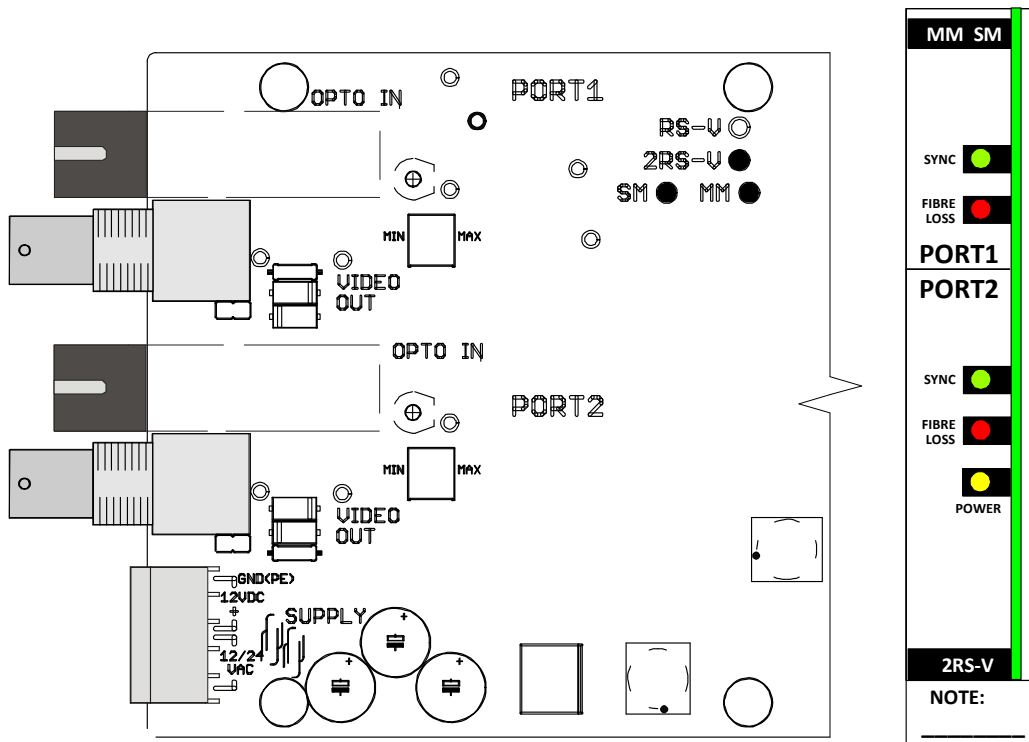 OPTO IN
PORT1
RS-V
2RS-V
SM MM
MIN MAX
VIDEO
OUT
OPTO IN
PORT2
MIN MAX
VIDEO
OUT
GND(PE)
12VDC
+
SUPPLY
12/24
VAC
+
+
+
MM SM
SYNC
FIBRE
LOSS
PORT1
PORT2
SYNC
FIBRE
LOSS
POWER
2RS-V
NOTE: